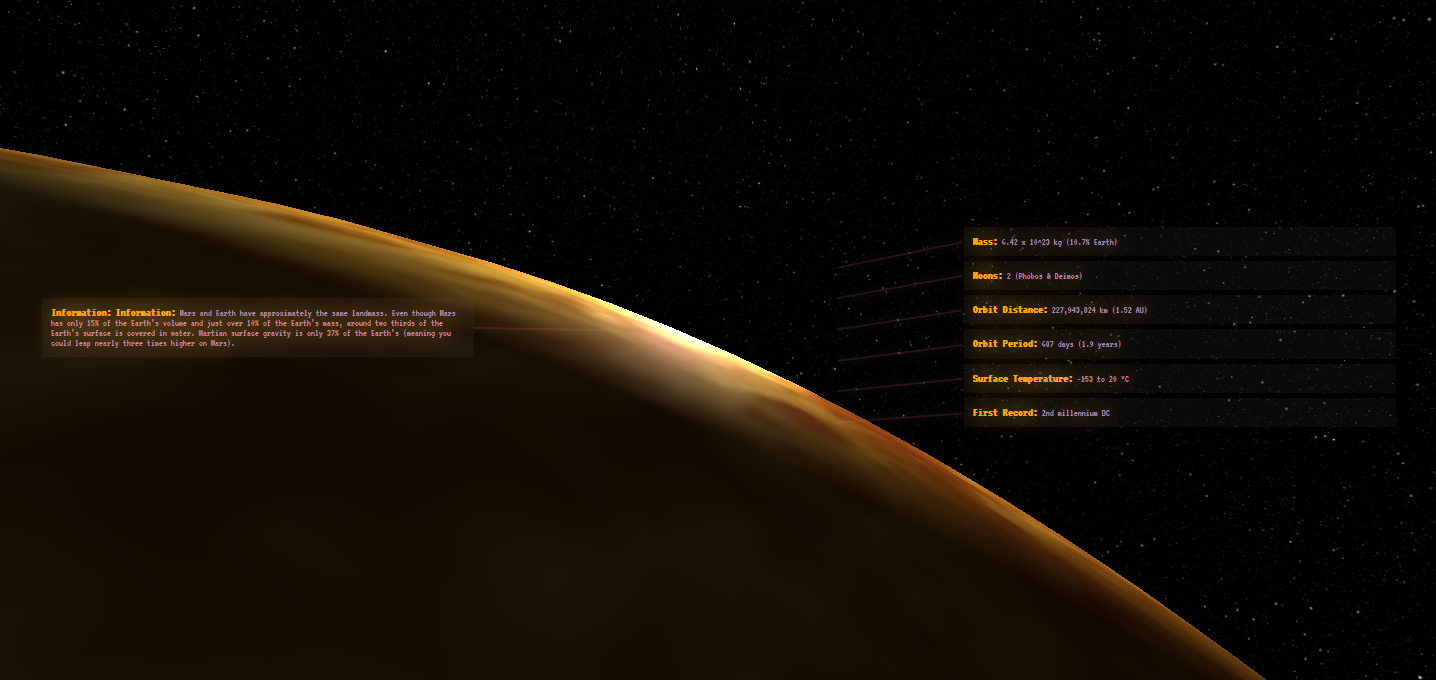 Information: Information: Mars and Earth have approximately the same landmass. Even though Mars
has only 15% of the Earth's volume and just over 10% of the Earth's mass, around two thirds of the
Earth's surface is covered in water. Martian surface gravity is only 37% of the Earth's (meaning you
could leap nearly three times higher on Mars).
Mass: 6.42 x 10^23 kg (10.7% Earth)
Moons: 2 (Phobos & Deimos)
Orbit Distance: 227,943,824 km (1.52 AU)
Orbit Period: 687 days (1.9 years)
Surface Temperature: -153 to 20 °C
First Record: 2nd millennium BC